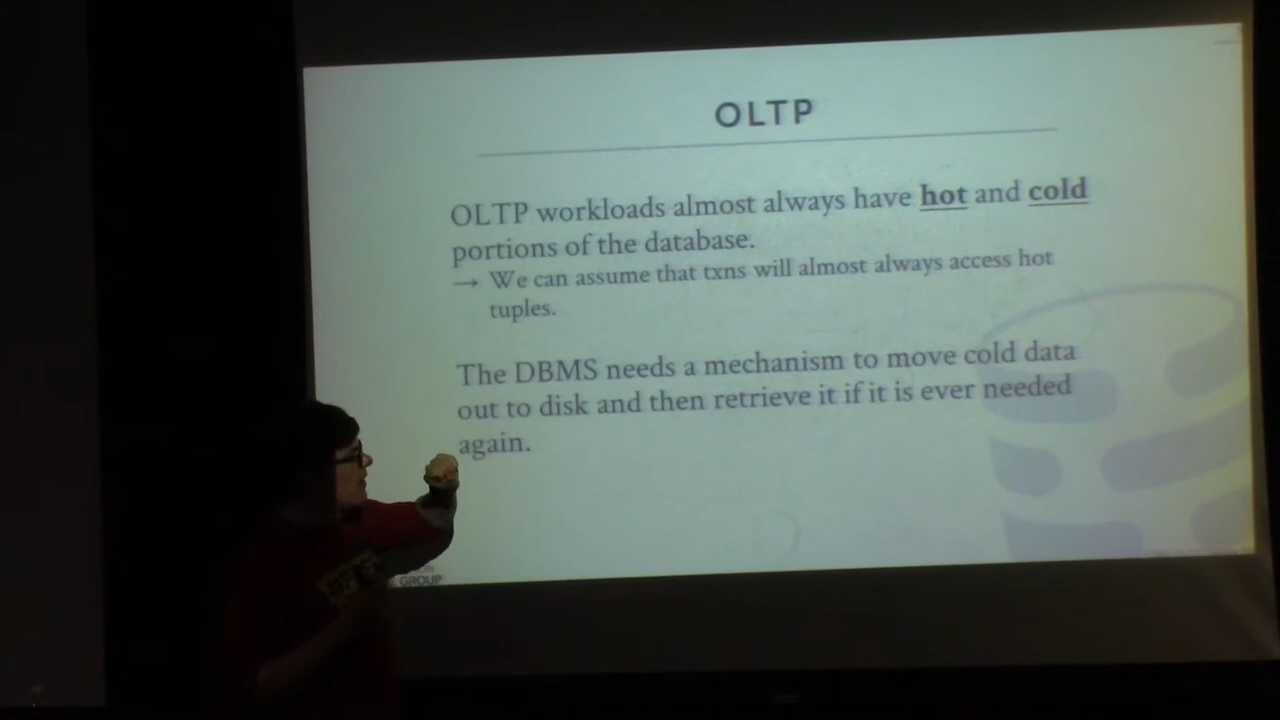 OLTP
OLTP workloads almost always have hot and cold
portions of the database.
→ We can assume that txns will almost always access hot
tuples.
The DBMS needs a mechanism to move cold data
out to disk and then retrieve it if it is ever needed
again.
GROUP